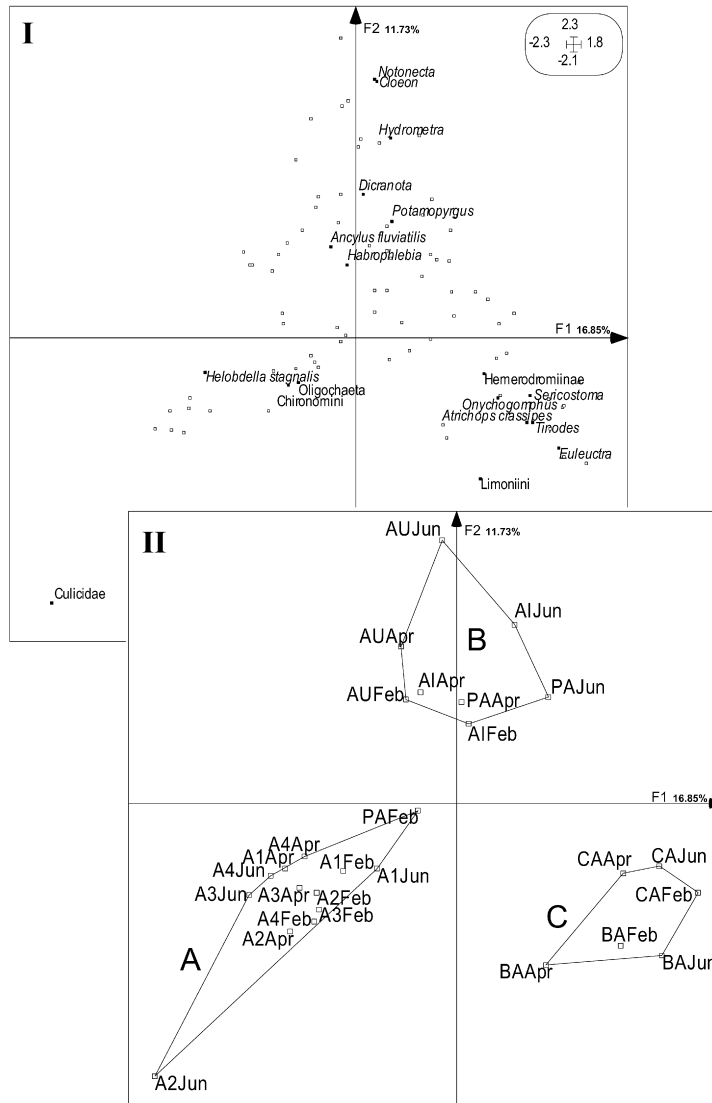 I
F2 11.73%
2.3
-2.3 1.8
-2.1
Notonecta
Cloeon
Hydrometra
Dicranota
Potamopyrgus
Ancylus fluviatilis
Habrophlebia
F1 16.85%
Helobdella stagnalis
Oligochaeta
Chironomini
Hemerodromiinae
Sericostoma
Onychogomphus
Atrichops classipes
Tinodes
Euleuctra
Limoniini
Culicidae
II
F2 11.73%
AUJun
AIJun
AUApr
B
AIApr
PAJun
AUFeb
PAApr
AIFeb
F1 16.85%
PAFeb
A4Apr
A1Apr
A1Feb
A4Jun
A1Jun
A3Jun
A3Apr
A2Feb
A4Feb
A3Feb
A2Apr
A
A2Jun
CAJun
CAApr
CAFeb
C
BAFeb
BAApr
BAJun